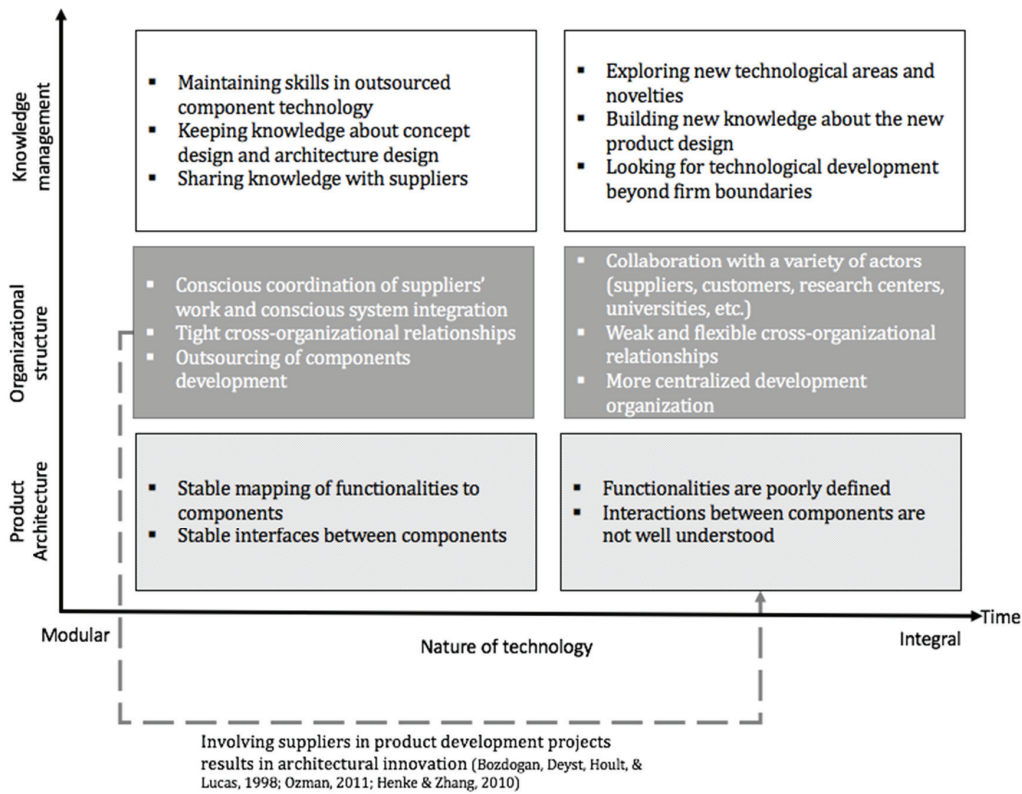 Knowledge
management
▪ Maintaining skills in outsourced
component technology
▪ Keeping knowledge about concept
design and architecture design
▪ Sharing knowledge with suppliers
▪ Exploring new technological areas and
novelties
▪ Building new knowledge about the new
product design
▪ Looking for technological development
beyond firm boundaries
Organizational
structure
▪ Conscious coordination of suppliers’
work and conscious system integration
▪ Tight cross-organizational relationships
▪ Outsourcing of components
development
▪ Collaboration with a variety of actors
(suppliers, customers, research centers,
universities, etc.)
▪ Weak and flexible cross-organizational
relationships
▪ More centralized development
organization
Product
Architecture
▪ Stable mapping of functionalities to
components
▪ Stable interfaces between components
▪ Functionalities are poorly defined
▪ Interactions between components are
not well understood
Time
Modular
Nature of technology
Integral
Involving suppliers in product development projects
results in architectural innovation (Bozdogan, Deyst, Hoult, &
Lucas, 1998; Ozman, 2011; Henke & Zhang, 2010)